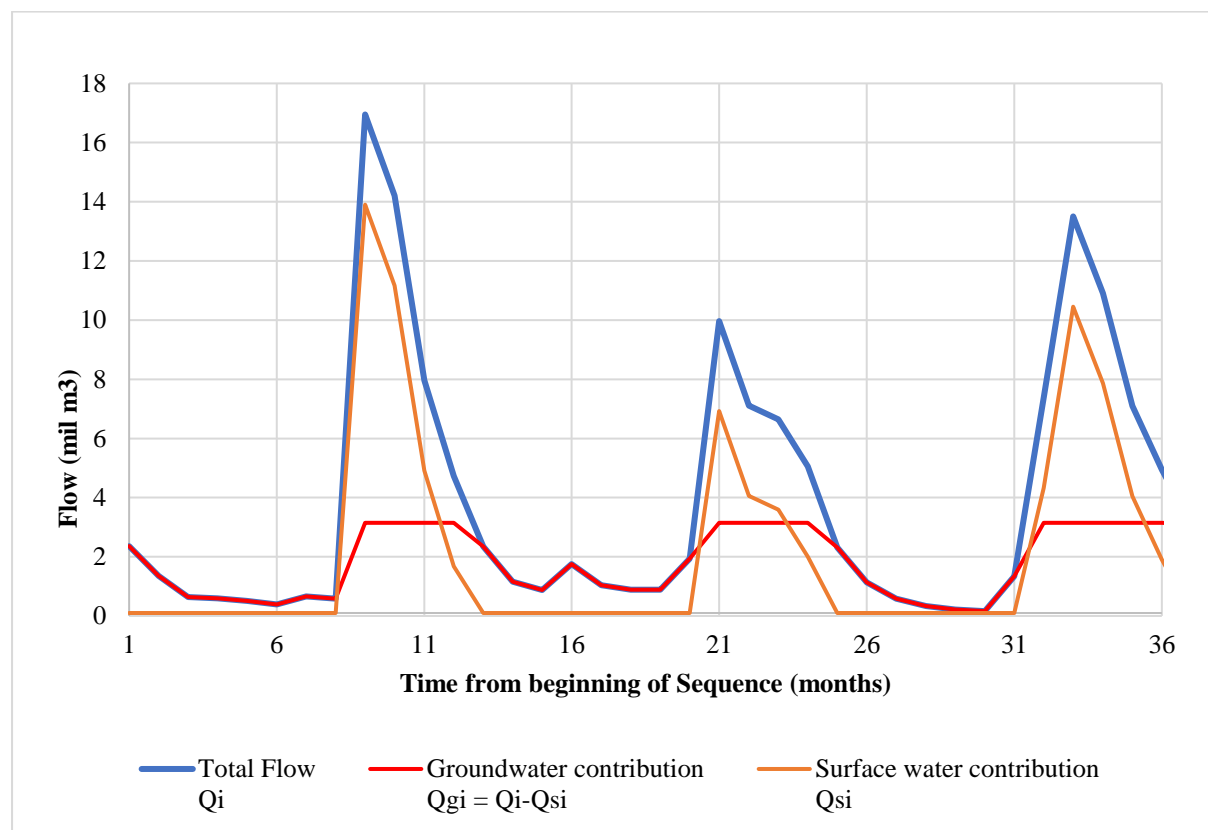 18
16
14
12
10
8
6
4
2
0
Flow (mil m3)
1 6 11 16 21 26 31 36
Time from beginning of Sequence (months)
Total Flow
Qi
Groundwater contribution
Qgi = Qi-Qsi
Surface water contribution
Qsi